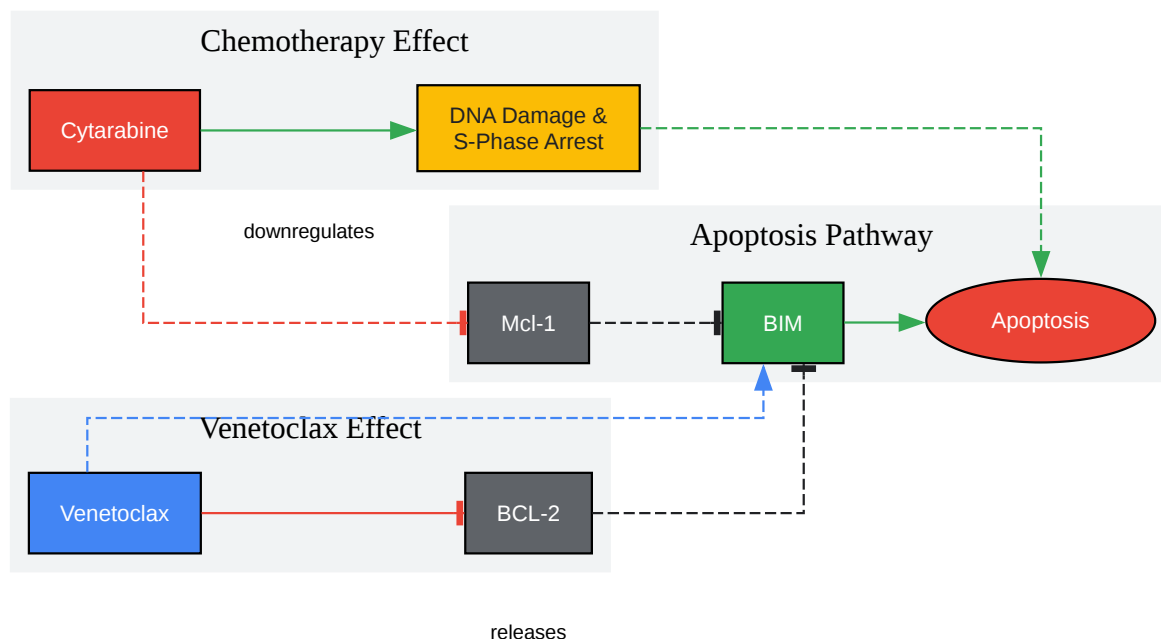 Chemotherapy Effect
Cytarabine
DNA Damage &
S-Phase Arrest
downregulates
Apoptosis Pathway
Mcl-1
BIM
Apoptosis
Venetoclax Effect
Venetoclax
BCL-2
releases